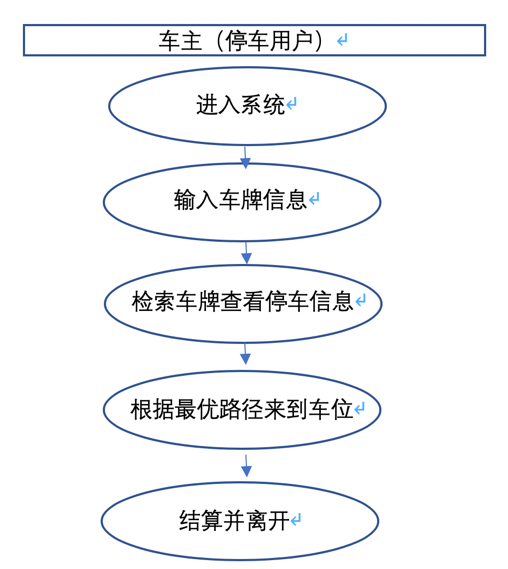 车主（停车用户）
进入系统
输入车牌信息
检索车牌查看停车信息
根据最优路径来到车位
结算并离开